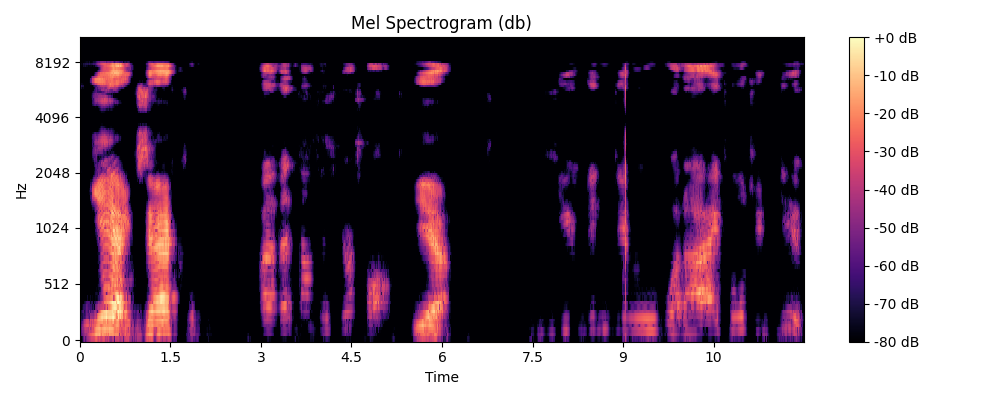 Mel Spectrogram (db)
8192
4096
2048
1024
512
0
Hz
0 1.5 3 4.5 6 7.5 9 10
Time
+0 dB
-10 dB
-20 dB
-30 dB
-40 dB
-50 dB
-60 dB
-70 dB
-80 dB